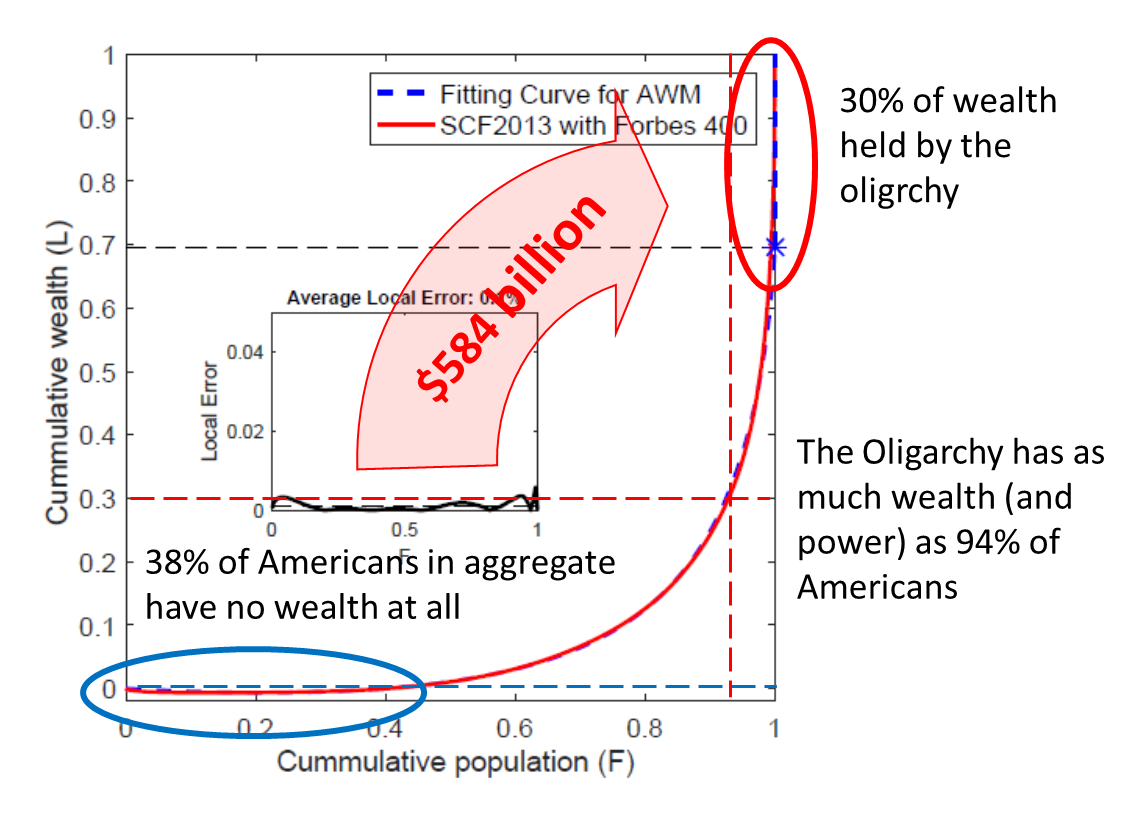 1
0.9
0.8
0.7
0.6
0.5
0.4
0.3
0.2
0.1
0
Cummulative wealth (L)
Fitting Curve for AWM
SCF2013 with Forbes 400
30% of wealth
held by the
oligrchy
$584 billion
Average Local Error: 0.1%
Local Error
0.04
0.02
0
0
0.5
1
F
The Oligarchy has as
much wealth (and
power) as 94% of
Americans
38% of Americans in aggregate
have no wealth at all
0
0.2
0.4
0.6
0.8
1
Cummulative population (F)